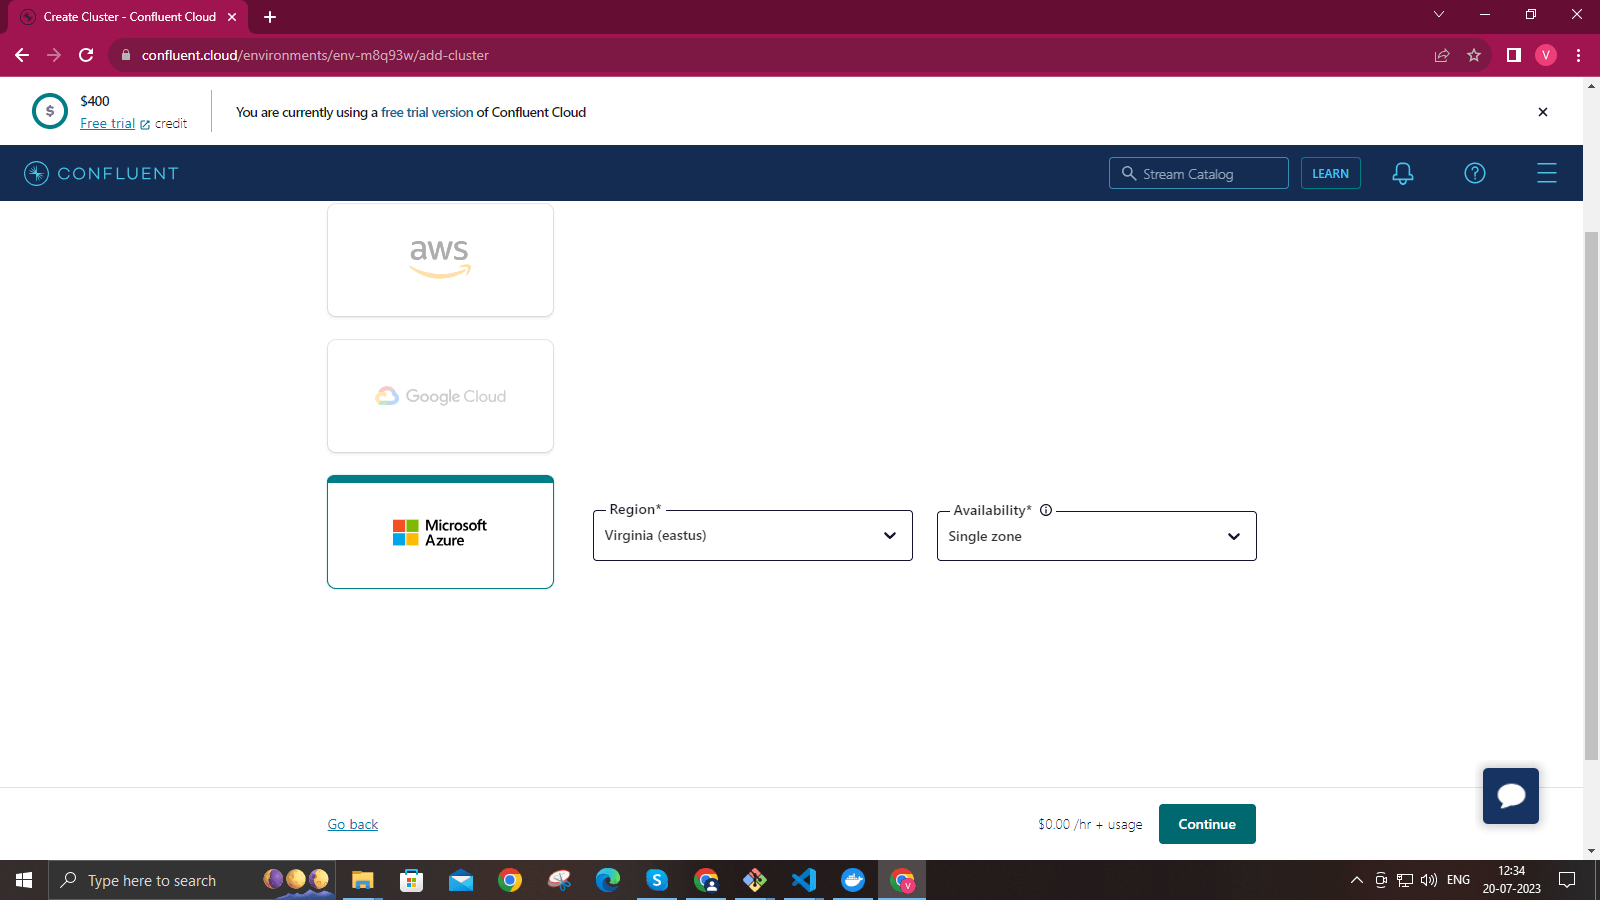 Create Cluster - Confluent Cloud
confluent.cloud/environments/env-m8q93w/add-cluster
V
$
$400
Free trial credit
You are currently using a free trial version of Confluent Cloud
CONFLUENT
Stream Catalog
LEARN
?
aws
Google Cloud
Microsoft
Azure
Region*
Virginia (eastus)
Availability*
Single zone
Go back
$0.00 /hr + usage
Continue
Type here to search
S
V
ENG
12:34
20-07-2023